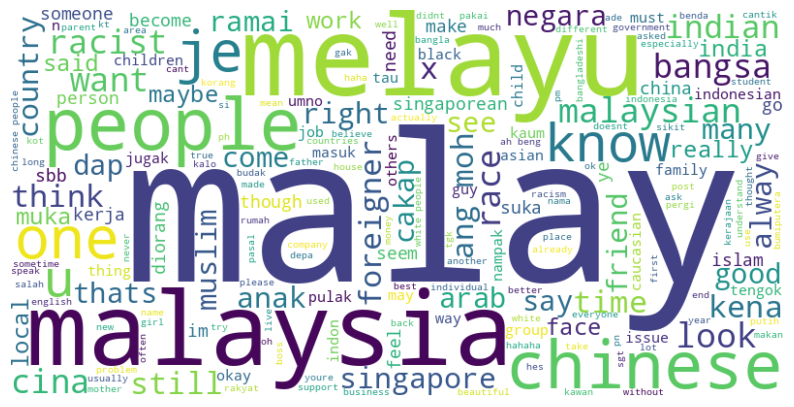 malay
melayu
malaysia
people
chinese
one
je
know
u
look
racist
want
country
think
dap
cina
still
thats
local
muka
muslim
anak
foreigner
right
come
maybe
said
ramai
work
become
someone
person
children
job
though
seem
singapore
arab
say
time
face
cakap
ang moh
race
see
x
negara
bangsa
indian
india
malaysian
many
really
alway
friend
good
kena
islam
tengok
family
go
china
indonesian
singaporean
make
black
need
tau
umno
masuk
others
guy
asian
kaum
suka
nampak
caucasian
ye
child
must
sbb
jugak
kerja
diorang
thing
pulak
may
way
group
issue
im
feel
indon
okay
live
white people
chinese people
ah beng
bangladeshi
indonesia
government
especially
different
bangla
student
asked
cantik
benda
pakai
didnt
gak
haha
korang
mean
actually
believe
countries
father
house
budak
made
used
rumah
company
depa
money
pasal
please
another
already
place
nama
racism
individual
best
better
everyone
hahaha
white
back
support
business
beautiful
without
kawan
problem
usually
mother
rakyat
english
speak
sometime
salah
never
often
name
girl
new
try
boss
youre
take
hes
sgt
pn
lot
year
end
putin
makan
first
use
bumiputera
understand
kerajaan
thought
give
post
ask
pergi
doesnt
sikit
pm
ok
true
kalo
cant
parent
area
kt
well
much
ade
long
kot
si
ph
tgk
oh
n